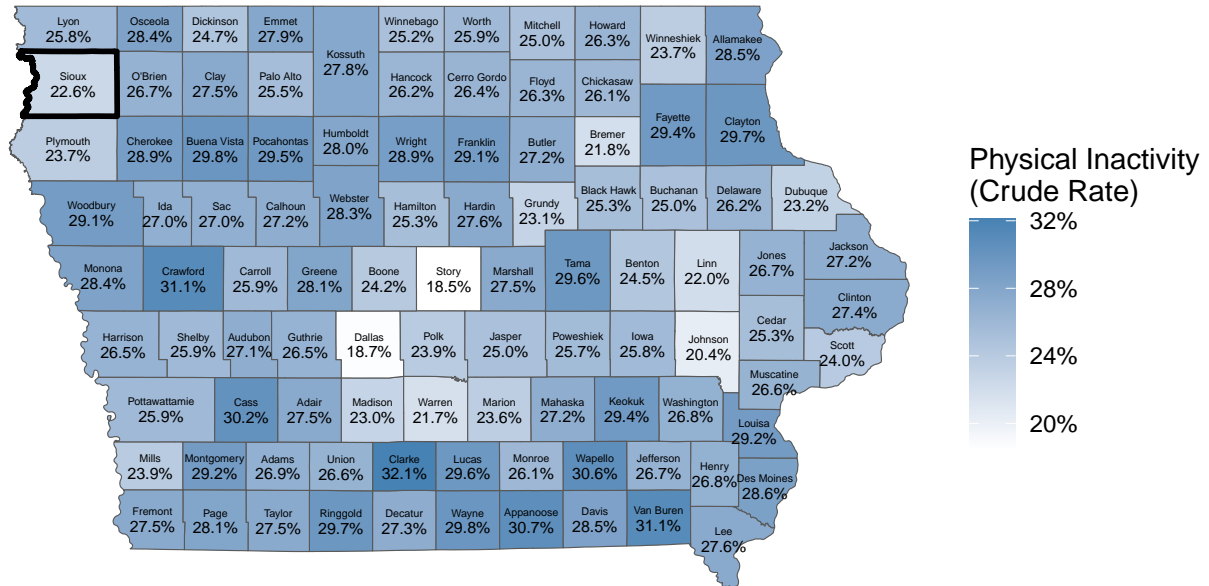 Lyon
25.8%
Osceola
28.4%
Dickinson
24.7%
Emmet
27.9%
Kossuth
27.8%
Winnebago
25.2%
Worth
25.9%
Mitchell
25.0%
Howard
26.3%
Winneshiek
23.7%
Allamakee
28.5%
Sioux
22.6%
O'Brien
26.7%
Clay
27.5%
Palo Alto
25.5%
Hancock
26.2%
Cerro Gordo
26.4%
Floyd
26.3%
Chickasaw
26.1%
Fayette
29.4%
Clayton
29.7%
Plymouth
23.7%
Cherokee
28.9%
Buena Vista
29.8%
Pocahontas
29.5%
Humboldt
28.0%
Wright
28.9%
Franklin
29.1%
Butler
27.2%
Bremer
21.8%
Woodbury
29.1%
Ida
27.0%
Sac
27.0%
Calhoun
27.2%
Webster
28.3%
Hamilton
25.3%
Hardin
27.6%
Grundy
23.1%
Black Hawk
25.3%
Buchanan
25.0%
Delaware
26.2%
Dubuque
23.2%
Monona
28.4%
Crawford
31.1%
Carroll
25.9%
Greene
28.1%
Boone
24.2%
Story
18.5%
Marshall
27.5%
Tama
29.6%
Benton
24.5%
Linn
22.0%
Jones
26.7%
Jackson
27.2%
Clinton
27.4%
Harrison
26.5%
Shelby
25.9%
Audubon
27.1%
Guthrie
26.5%
Dallas
18.7%
Polk
23.9%
Jasper
25.0%
Poweshiek
25.7%
Iowa
25.8%
Johnson
20.4%
Cedar
25.3%
Scott
24.0%
Muscatine
26.6%
Pottawattamie
25.9%
Cass
30.2%
Adair
27.5%
Madison
23.0%
Warren
21.7%
Marion
23.6%
Mahaska
27.2%
Keokuk
29.4%
Washington
26.8%
Louisa
29.2%
Mills
23.9%
Montgomery
29.2%
Adams
26.9%
Union
26.6%
Clarke
32.1%
Lucas
29.6%
Monroe
26.1%
Wapello
30.6%
Jefferson
26.7%
Henry
26.8%
Des Moines
28.6%
Fremont
27.5%
Page
28.1%
Taylor
27.5%
Ringgold
29.7%
Decatur
27.3%
Wayne
29.8%
Appanoose
30.7%
Davis
28.5%
Van Buren
31.1%
Lee
27.6%
Physical Inactivity
(Crude Rate)
32%
28%
24%
20%